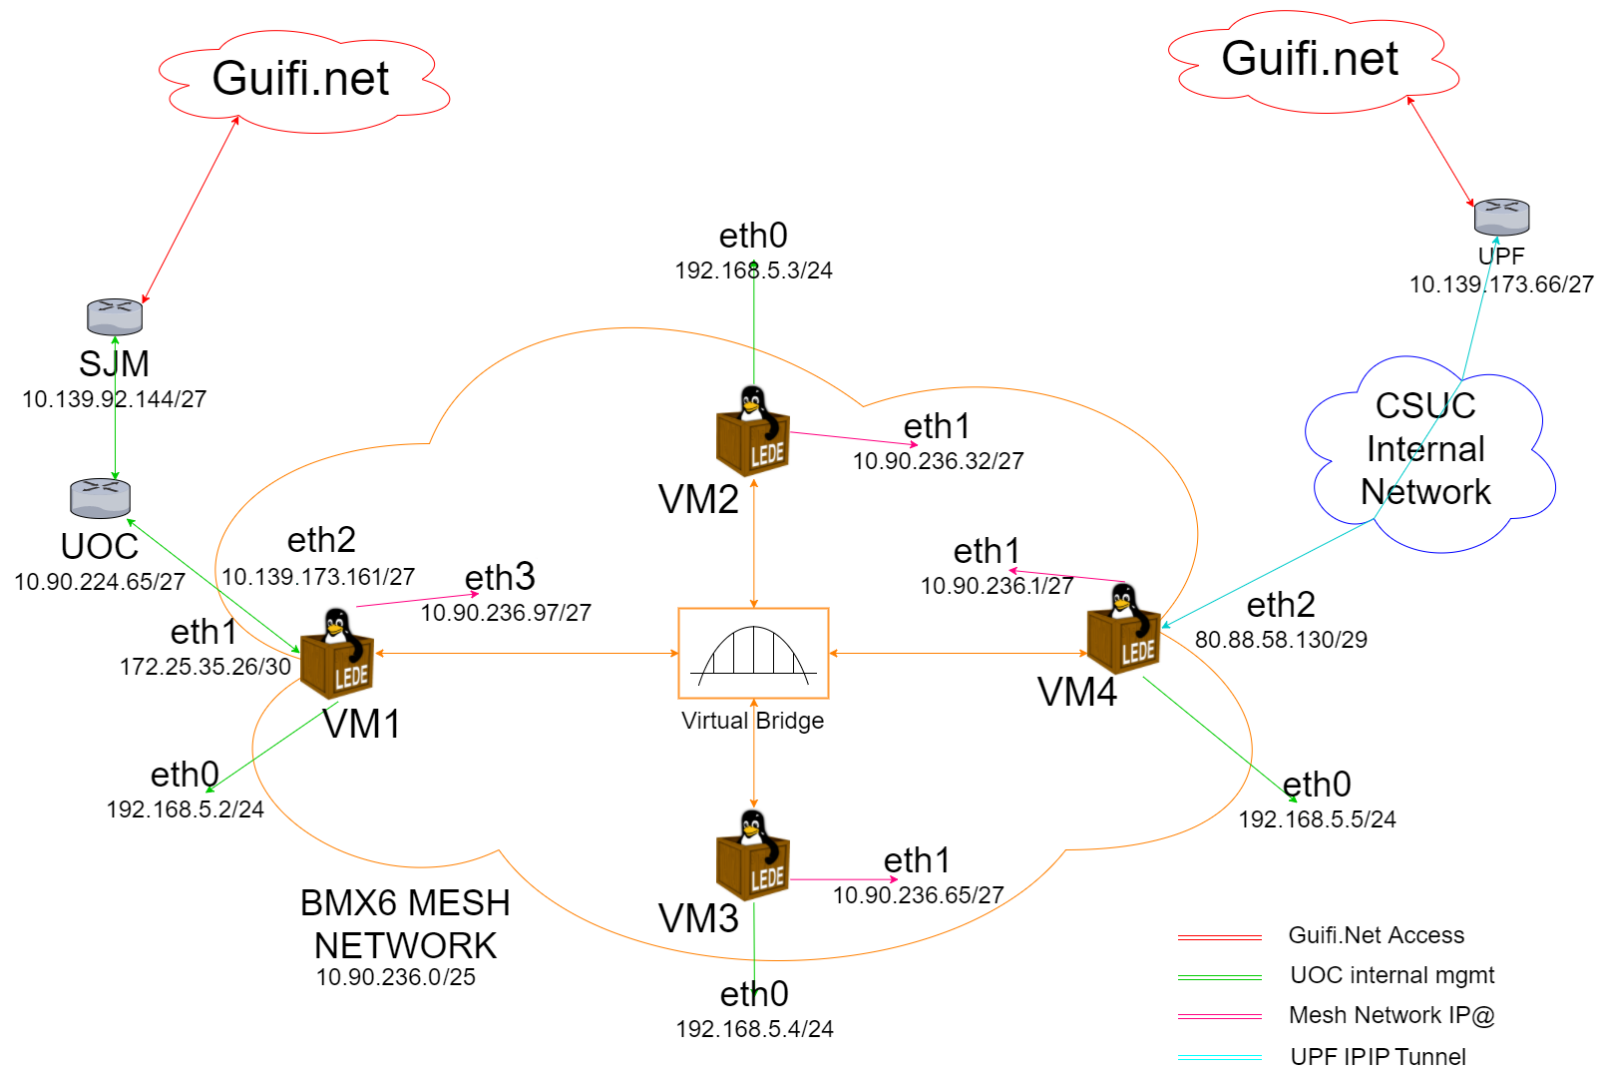 Guifi.net
Guifi.net
UPF
10.139.173.66/27
eth0
192.168.5.3/24
SJM
10.139.92.144/27
CSUC
Internal
Network
LEDE
VM2
eth1
10.90.236.32/27
UOC
10.90.224.65/27
eth2
10.139.173.161/27
eth3
10.90.236.97/27
eth1
172.25.35.26/30
LEDE
VM1
eth0
192.168.5.2/24
Virtual Bridge
eth1
10.90.236.1/27
LEDE
VM4
eth2
80.88.58.130/29
eth0
192.168.5.5/24
LEDE
VM3
eth1
10.90.236.65/27
eth0
192.168.5.4/24
BMX6 MESH
NETWORK
10.90.236.0/25
Guifi.Net Access
UOC internal mgmt
Mesh Network IP@
UPF IPIP Tunnel